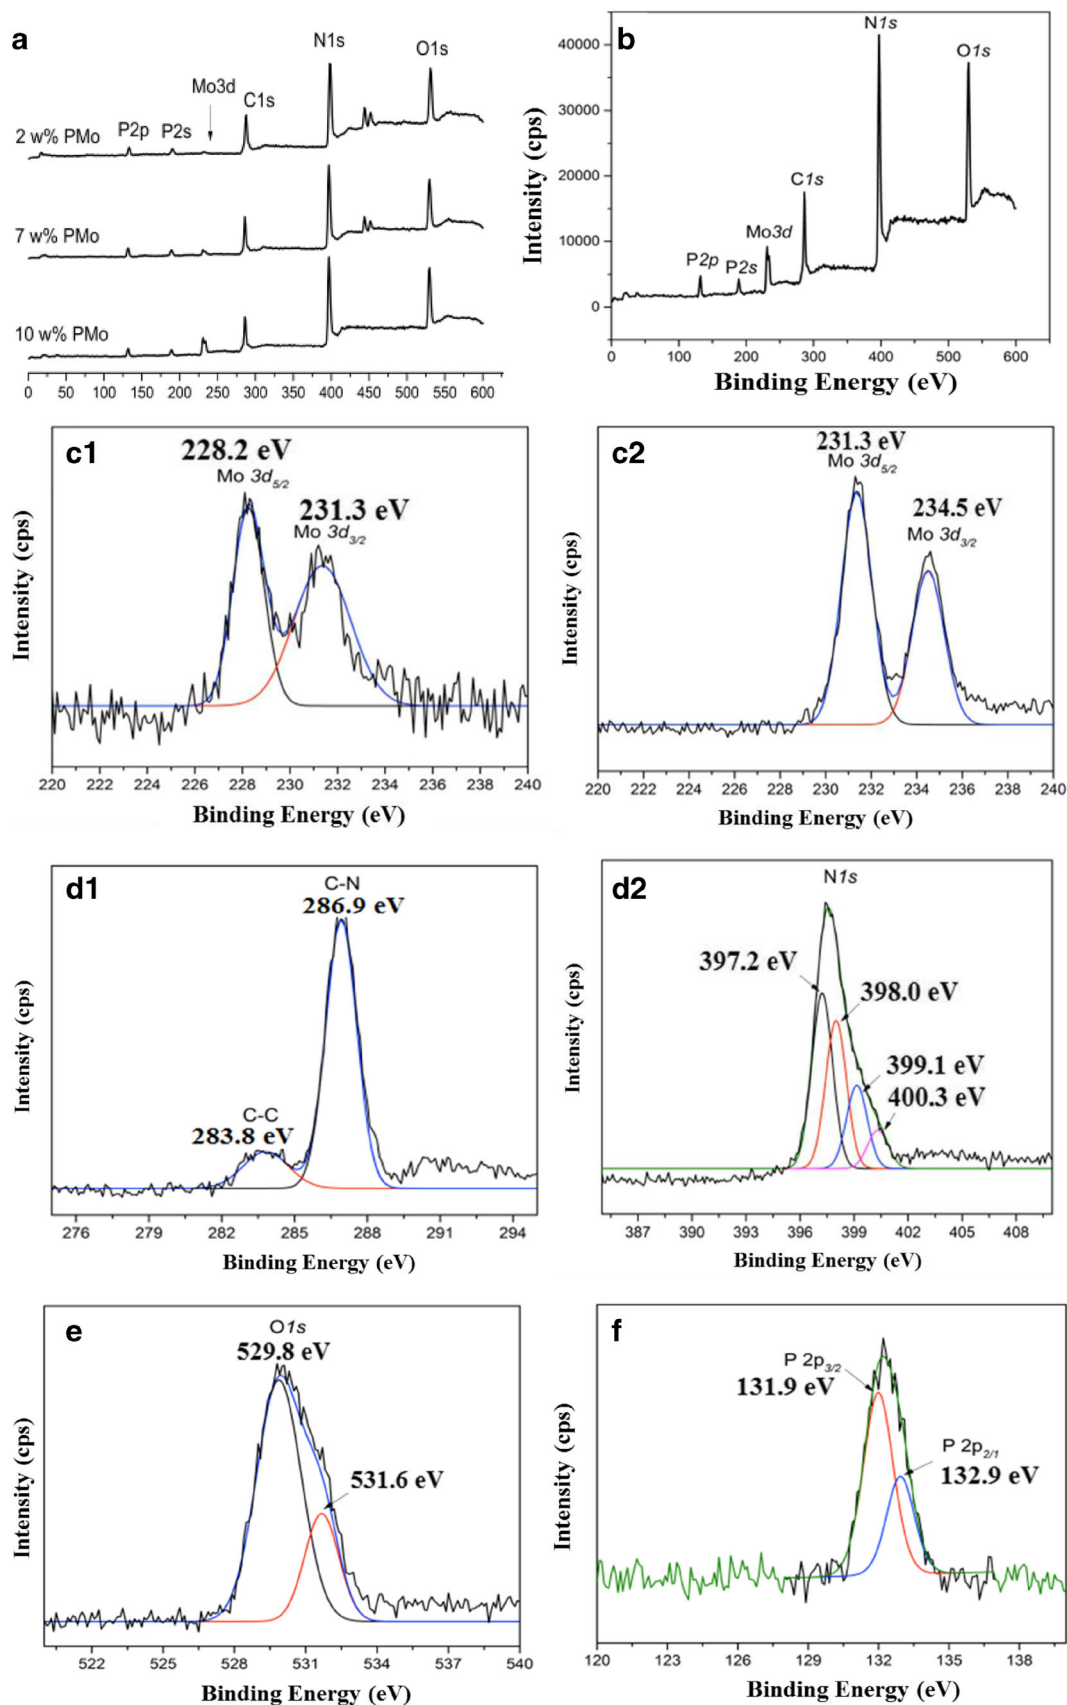 a
N1s
O1s
Mo3d
C1s
P2p P2s
2 w% PMo
7 w% PMo
10 w% PMo
0 50 100 150 200 250 300 350 400 450 500 550 600
b
N1s
O1s
C1s
Mo3d
P2p
P2s
40000
30000
20000
10000
0
Intensity (cps)
0 100 200 300 400 500 600
Binding Energy (eV)
c1
228.2 eV
Mo 3d5/2
231.3 eV
Mo 3d3/2
Intensity (cps)
220 222 224 226 228 230 232 234 236 238 240
Binding Energy (eV)
c2
231.3 eV
Mo 3d5/2
234.5 eV
Mo 3d3/2
Intensity (cps)
220 222 224 226 228 230 232 234 236 238 240
Binding Energy (eV)
d1
C-N
286.9 eV
C-C
283.8 eV
Intensity (cps)
276 279 282 285 288 291 294
Binding Energy (eV)
d2
N1s
397.2 eV
398.0 eV
399.1 eV
400.3 eV
Intensity (cps)
387 390 393 396 399 402 405 408
Binding Energy (eV)
e
O1s
529.8 eV
531.6 eV
Intensity (cps)
522 525 528 531 534 537 540
Binding Energy (eV)
f
P 2p3/2
131.9 eV
P 2p2/1
132.9 eV
Intensity (cps)
120 123 126 129 132 135 138
Binding Energy (eV)